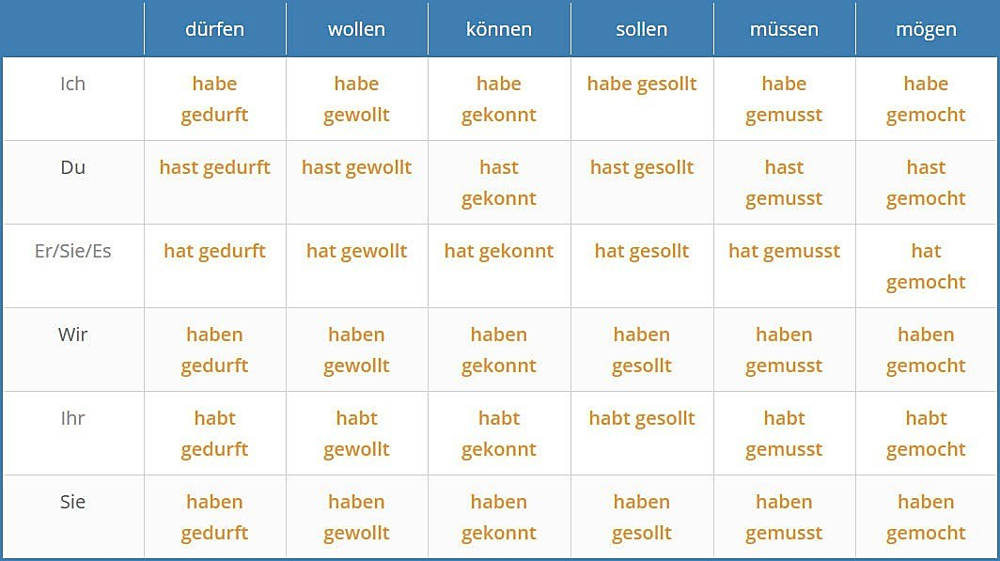 dürfen wollen können sollen müssen mögen
Ich habe gedurft habe gewollt habe gekonnt habe gesollt habe gemusst habe gemocht
Du hast gedurft hast gewollt hast gekonnt hast gesollt hast gemusst hast gemocht
Er/Sie/Es hat gedurft hat gewollt hat gekonnt hat gesollt hat gemusst hat gemocht
Wir haben gedurft haben gewollt haben gekonnt haben gesollt haben gemusst haben gemocht
Ihr habt gedurft habt gewollt habt gekonnt habt gesollt habt gemusst habt gemocht
Sie haben gedurft haben gewollt haben gekonnt haben gesollt haben gemusst haben gemocht